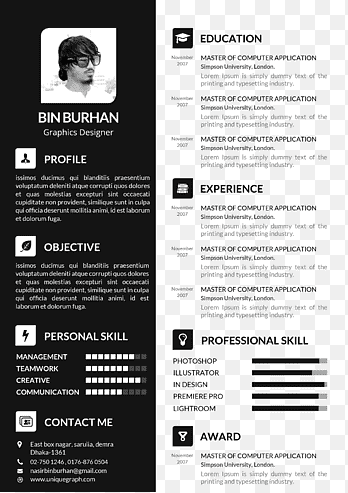 BIN BURHAN
Graphics Designer
PROFILE
issimos ducimus qui blanditiis praesentium
voluptatum deleniti atque corrupti quos dolores
et quas molestias excepturi sint occaecati
cupiditate non provident, similique sunt in culpa
qui officia deserunt mollitia animi, id est laborum
et dolorum fuga.
OBJECTIVE
issimos ducimus qui blanditiis praesentium
voluptatum deleniti atque corrupti quos dolores
et quas molestias excepturi sint occaecati
cupiditate non provident, similique sunt in culpa
qui officia deserunt mollitia animi, id est
laborum et dolorum fuga.
PERSONAL SKILL
MANAGEMENT
TEAMWORK
CREATIVE
COMMUNICATION
CONTACT ME
East box nagar, sarulia, demra
Dhaka-1361
02-750 1246, 0176-876 0504
nasirbinburhan@gmail.com
www.uniquegraph.com
EDUCATION
November
2007
MASTER OF COMPUTER APPLICATION
Simpson University, London.
Lorem Ipsum is simply dummy text of the
printing and typesetting industry.
November
2007
MASTER OF COMPUTER APPLICATION
Simpson University, London.
Lorem Ipsum is simply dummy text of the
printing and typesetting industry.
November
2007
MASTER OF COMPUTER APPLICATION
Simpson University, London.
Lorem Ipsum is simply dummy text of the
printing and typesetting industry.
EXPERIENCE
November
2007
MASTER OF COMPUTER APPLICATION
Simpson University, London.
Lorem Ipsum is simply dummy text of the
printing and typesetting industry.
November
2007
MASTER OF COMPUTER APPLICATION
Simpson University, London.
Lorem Ipsum is simply dummy text of the
printing and typesetting industry.
November
2007
MASTER OF COMPUTER APPLICATION
Simpson University, London.
Lorem Ipsum is simply dummy text of the
printing and typesetting industry.
PROFESSIONAL SKILL
PHOTOSHOP
ILLUSTRATOR
IN DESIGN
PREMIERE PRO
LIGHTROOM
AWARD
November
2007
MASTER OF COMPUTER APPLICATION
Simpson University, London.
Lorem Ipsum is simply dummy text of the
printing and typesetting industry.